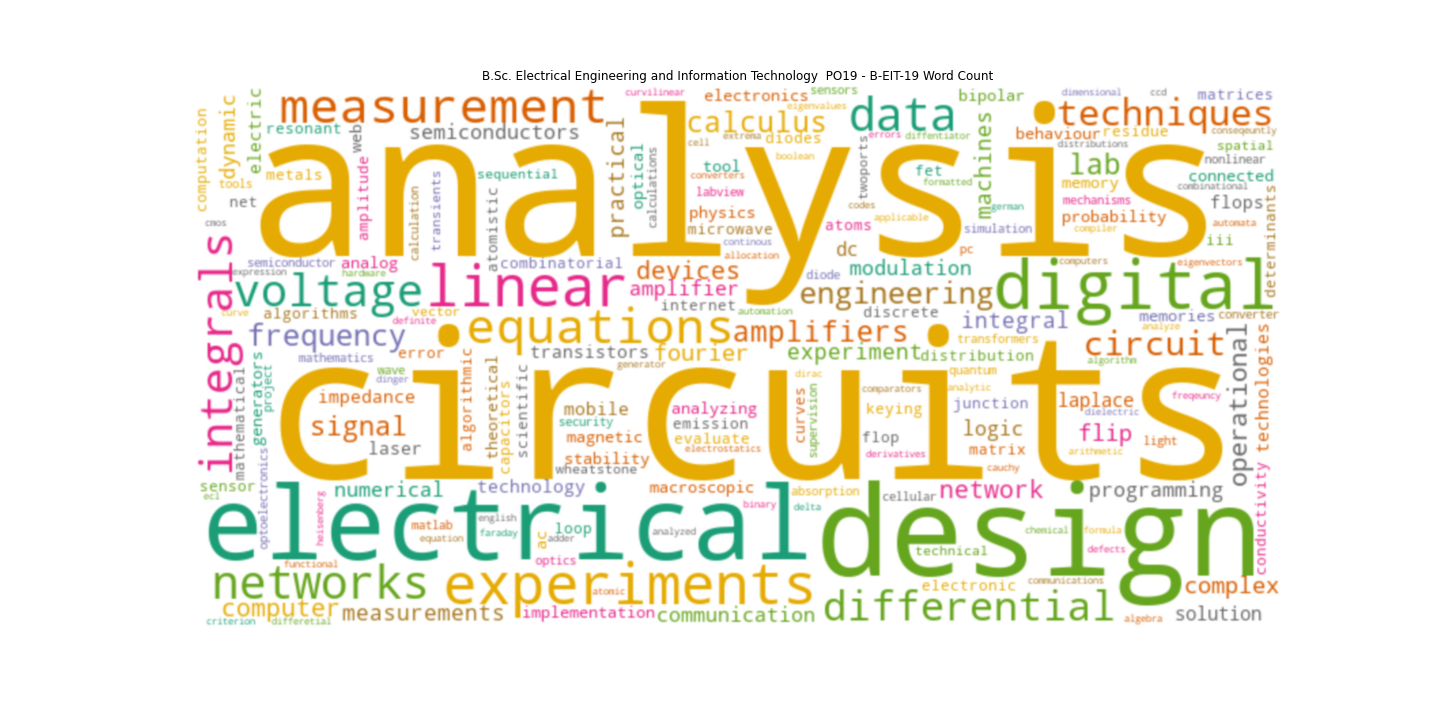 B.Sc. Electrical Engineering and Information Technology  PO19 - B-EIT-19 Word Count
analysis
circuits
electrical
design
digital
linear
experiments
differential
networks
equations
voltage
integrals
measurement
techniques
data
calculus
lab
engineering
frequency
circuit
signal
amplifiers
amplifier
devices
modulation
integral
experiment
distribution
fourier
transistors
operational
technologies
conductivity
complex
solution
programming
network
communication
implementation
measurements
computer
electronics
curvilinear
sensors
eigenvalues
bipolar
dimensional
ccd
matrices
behaviour
residue
conseqeuntly
spatial
nonlinear
connected
combinational
flops
automata
determinants
iii
eigenvectors
converter
computers
memories
analyze
transformers
algorithm
quantum
analytic
comparators
dirac
generator
laplace
dielectric
freqeuncy
flip
light
arithmetic
logic
matrix
cauchy
junction
keying
flop
derivatives
curves
supervision
analyzing
emission
evaluate
electrostatics
mobile
security
magnetic
stability
wheatstone
macroscopic
technology
numerical
binary
absorption
delta
cellular
technical
chemical
formula
defects
communications
electronic
algebra
english
faraday
matlab
equation
loop
ac
adder
analyzed
optics
atomic
functional
criterion
differetial
sensor
ecl
optoelectronics
heisenberg
laser
impedance
algorithmic
theoretical
capacitors
scientific
wave
dinger
mathematics
error
definite
vector
algorithms
curve
project
generators
mathematical
hardware
expression
semiconductor
analog
combinatorial
internet
automation
discrete
diode
dc
pc
simulation
compiler
german
mechanisms
probability
memory
distributions
machines
fet
formatted
applicable
codes
atoms
twoports
errors
differentiator
boolean
diodes
extrema
cell
tool
converters
labview
physics
microwave
continous
allocation
calculations
optical
practical
semiconductors
sequential
atomistic
transients
calculation
amplitude
web
resonant
metals
electric
dynamic
computation
tools
net
cmos